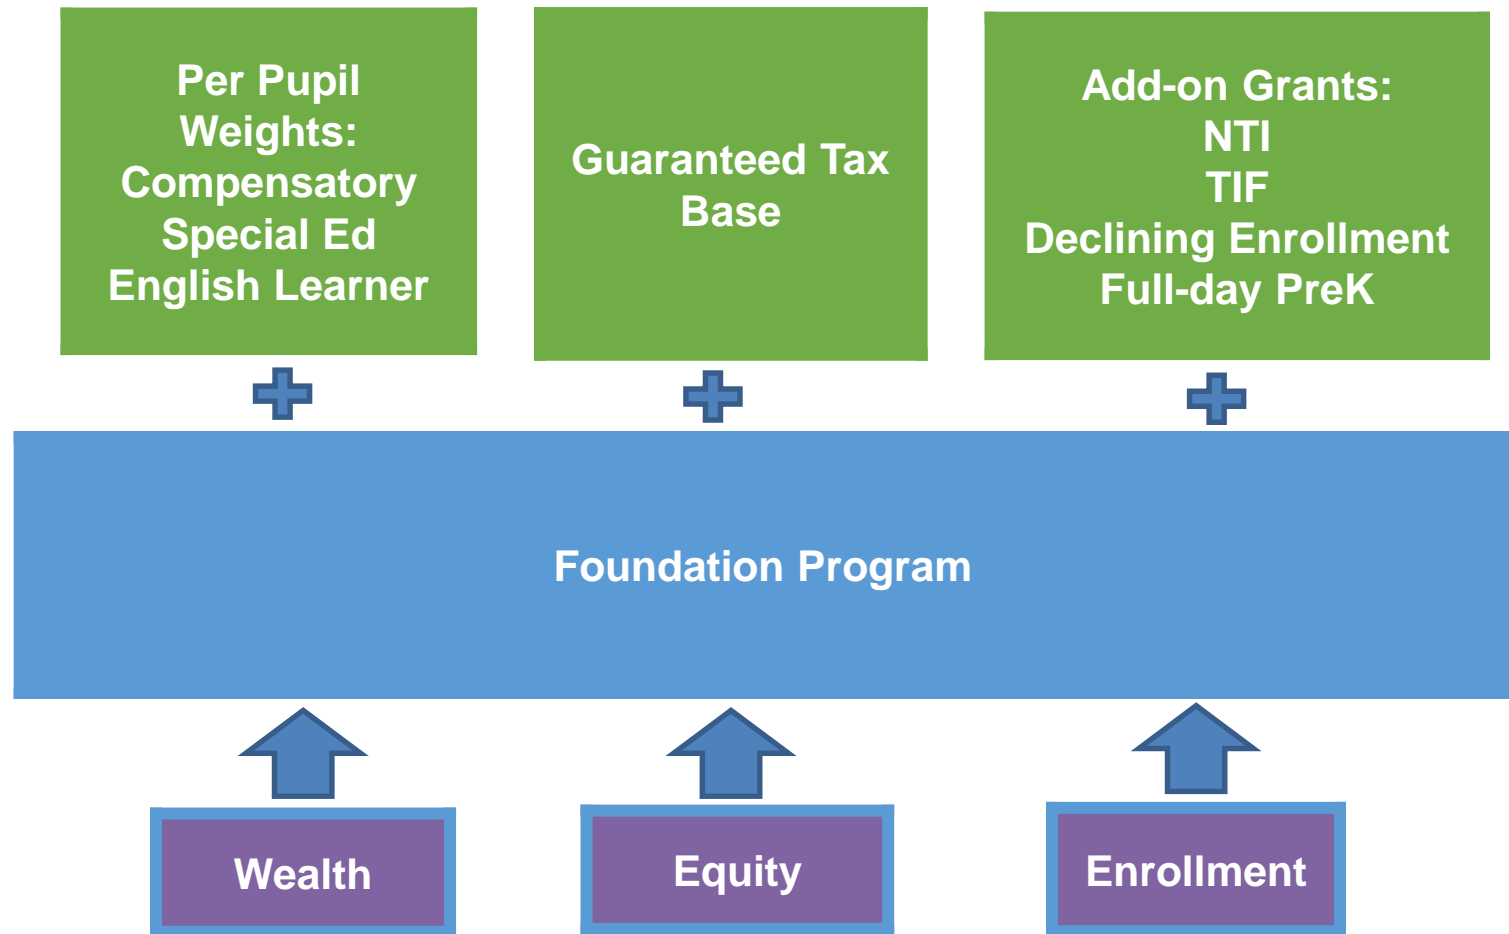 Per Pupil
Weights:
Compensatory
Special Ed
English Learner
Guaranteed Tax
Base
Add-on Grants:
NTI
TIF
Declining Enrollment
Full-day PreK
Foundation Program
Wealth
Equity
Enrollment